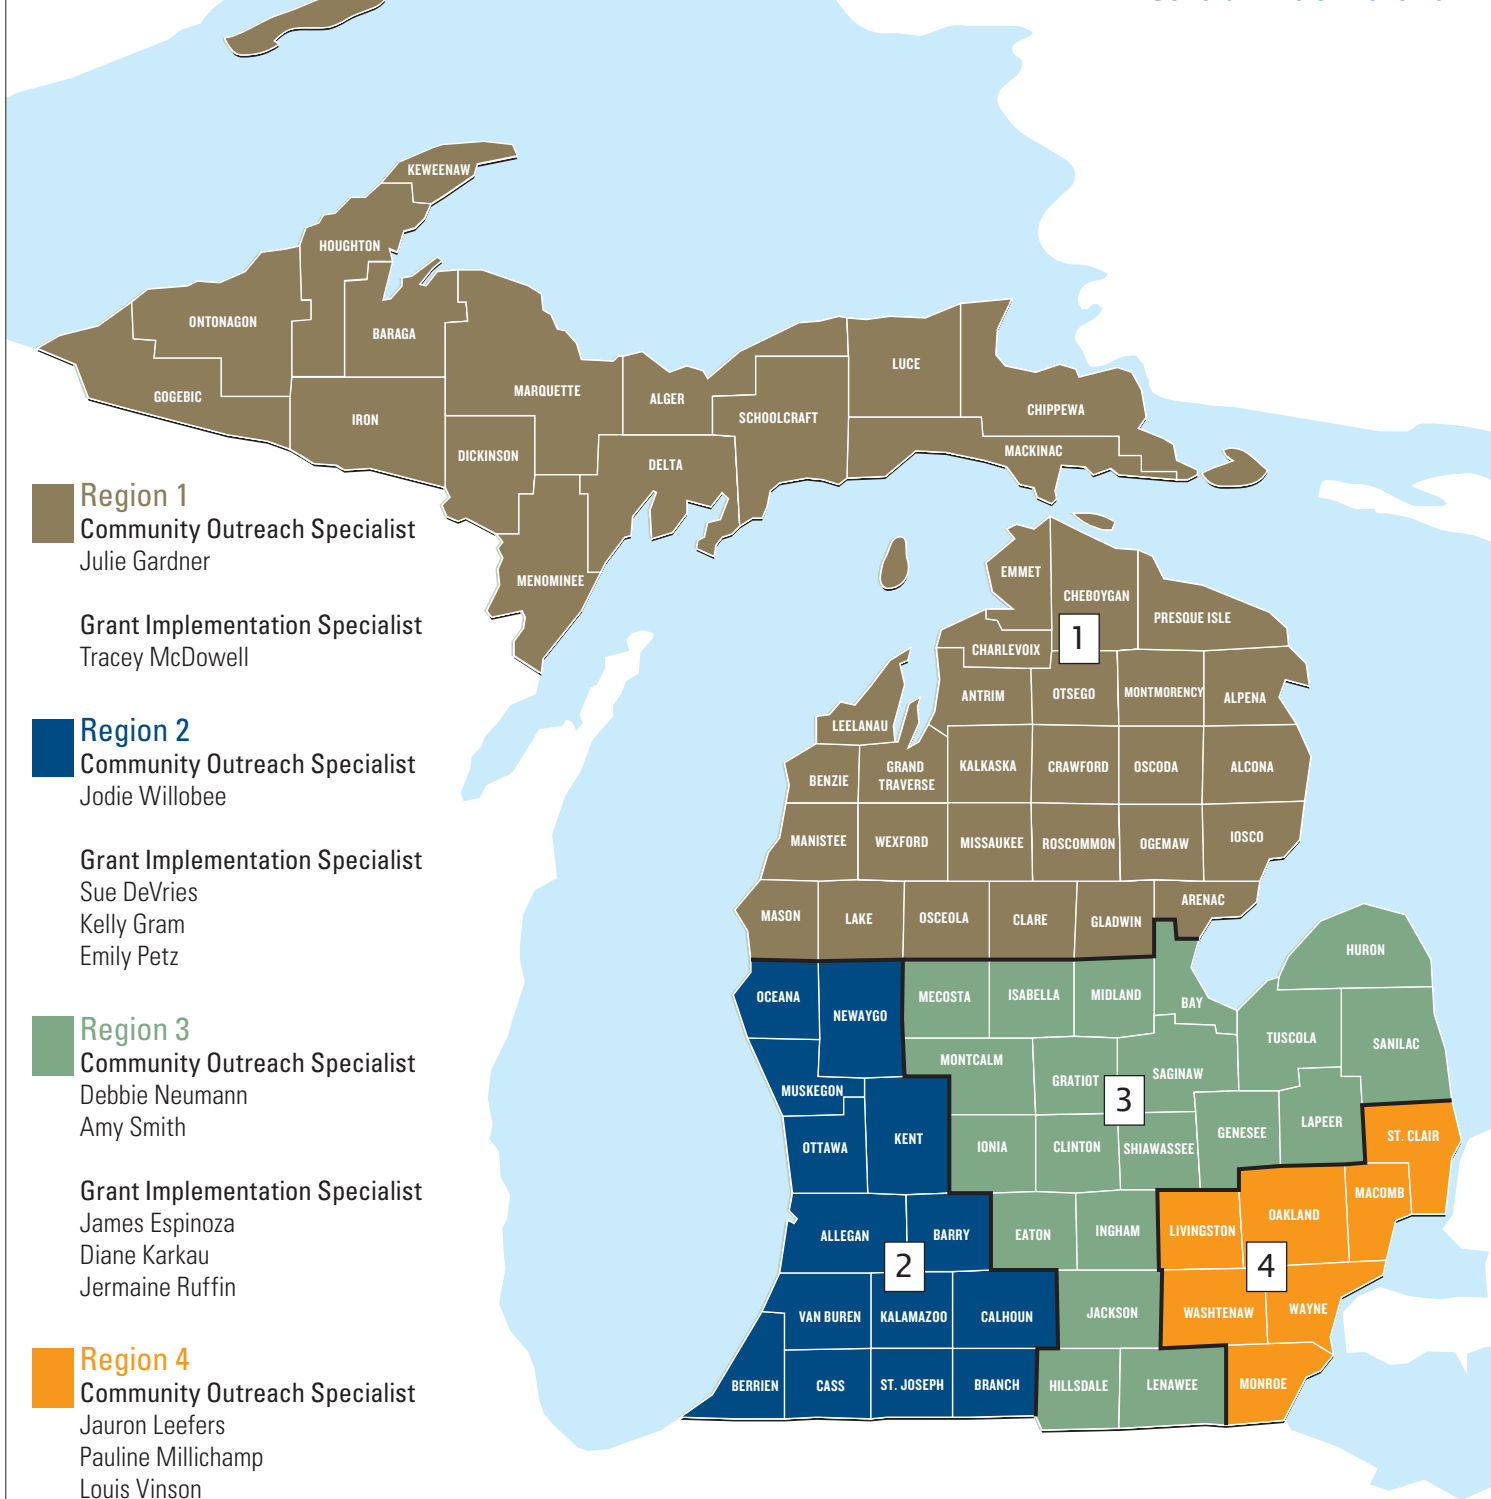 KEWEENAW
HOUGHTON
ONTONAGON
BARAGA
GOGEBIC
IRON
MARQUETTE
DICKINSON
ALGER
DELTA
SCHOOLCRAFT
LUCE
CHIPPEWA
MACKINAC
MENOMINEE
Region 1
Community Outreach Specialist
Julie Gardner
Grant Implementation Specialist
Tracey McDowell
Region 2
Community Outreach Specialist
Jodie Willobee
Grant Implementation Specialist
Sue DeVries
Kelly Gram
Emily Petz
Region 3
Community Outreach Specialist
Debbie Neumann
Amy Smith
Grant Implementation Specialist
James Espinoza
Diane Karkau
Jermaine Ruffin
Region 4
Community Outreach Specialist
Jauron Leefers
Pauline Millichamp
Louis Vinson
EMMET
CHEBOYGAN
PRESQUE ISLE
1
CHARLEVOIX
ANTRIM
OTSEGO
MONTMORENCY
ALPENA
LEELANAU
BENZIE
GRAND
TRAVERSE
KALKASKA
CRAWFORD
OSCODA
ALCONA
MANISTEE
WEXFORD
MISSAUKEE
ROSCOMMON
OGEMAW
IOSCO
MASON
LAKE
OSCEOLA
CLARE
GLADWIN
ARENAC
HURON
OCEANA
NEWAYGO
MECOSTA
ISABELLA
MIDLAND
BAY
TUSCOLA
SANILAC
MONTCALM
GRATIOT
SAGINAW
3
MUSKEGON
KENT
OTTAWA
IONIA
CLINTON
SHIAWASSEE
GENESEE
LAPEER
ST. CLAIR
MACOMB
OAKLAND
LIVINGSTON
ALLEGAN
BARRY
EATON
INGHAM
2
4
VAN BUREN
KALAMAZOO
CALHOUN
JACKSON
WASHTENAW
WAYNE
BERRIEN
CASS
ST. JOSEPH
BRANCH
HILLSDALE
LENAWEE
MONROE